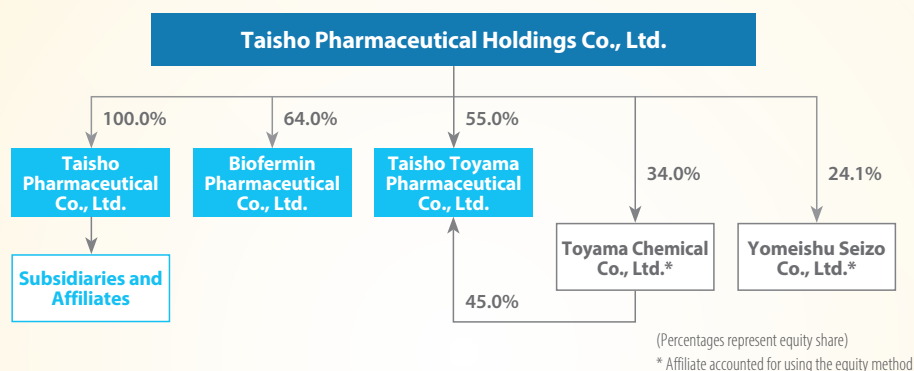 Taisho Pharmaceutical Holdings Co., Ltd.
100.0%
64.0%
55.0%
34.0%
24.1%
Taisho
Pharmaceutical
Co., Ltd.
Biofermin
Pharmaceutical
Co., Ltd.
Taisho Toyama
Pharmaceutical
Co., Ltd.
Toyama Chemical
Co., Ltd.*
Yomeishu Seizo
Co., Ltd.*
Subsidiaries and
Affiliates
45.0%
(Percentages represent equity share)
* Affiliate accounted for using the equity method